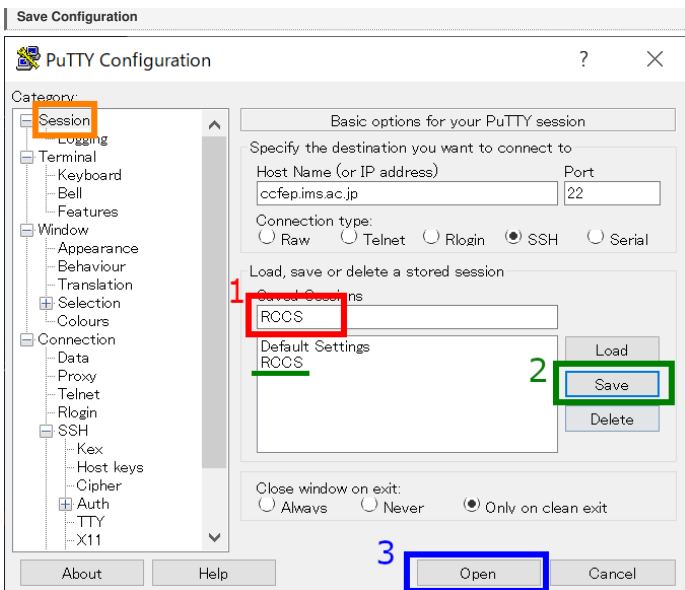 Save Configuration
PuTTY Configuration ? ×
Category:
Session
Logging
Terminal
Keyboard
Bell
Features
Window
Appearance
Behaviour
Translation
Selection
Colours
Connection
Data
Proxy
Telnet
Rlogin
SSH
Kex
Host keys
Cipher
Auth
TTY
X11
Basic options for your PuTTY session
Specify the destination you want to connect to
Host Name (or IP address) Port
ccfep.ims.ac.jp 22
Connection type:
Raw Telnet Rlogin SSH Serial
Load, save or delete a stored session
1
Saved Sessions
RCCS
Default Settings
RCCS
Load
2
Save
Delete
Close window on exit:
Always Never Only on clean exit
3
About Help Open Cancel